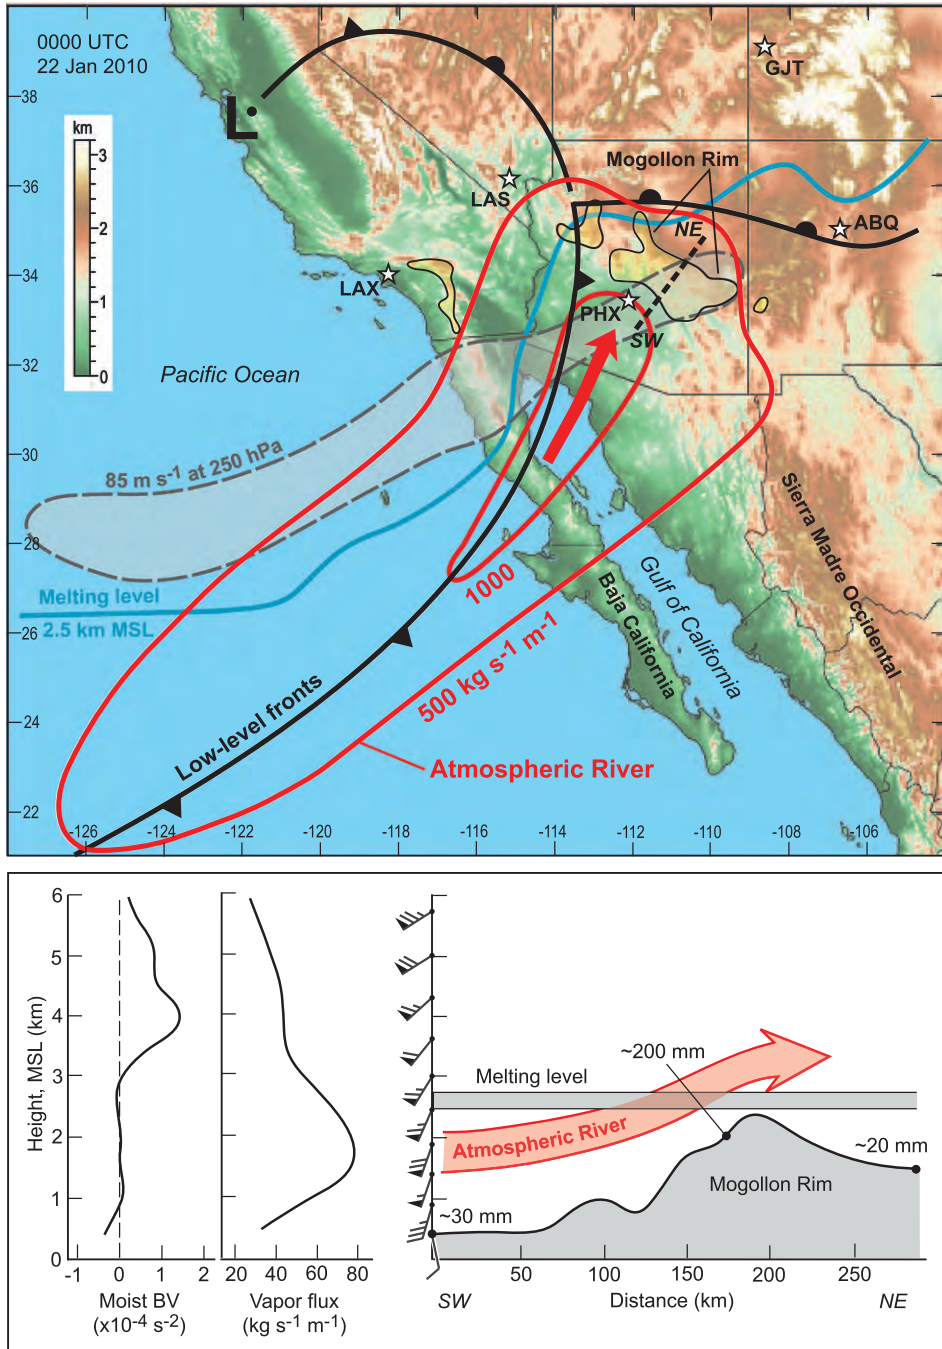 0000 UTC
22 Jan 2010
GJT
38
L
km
3
2
1
0
Mogollon Rim
36
LAS
ABQ
NE
34
LAX
PHX
SW
32
Pacific Ocean
30
85 m s-1 at 250 hPa
Sierra Madre Occidental
28
Melting level
2.5 km MSL
1000
Gulf of California
Baja California
26
500 kg s-1 m-1
24
Low-level fronts
Atmospheric River
22
-126
-124
-122
-120
-118
-116
-114
-112
-110
-108
-106
Height, MSL (km)
6
5
4
3
2
1
0
-1 0 1 2
Moist BV
(x10-4 s-2)
20 40 60 80
Vapor flux
(kg s-1 m-1)
~200 mm
Melting level
Atmospheric River
~20 mm
Mogollon Rim
~30 mm
50 100 150 200 250
SW
Distance (km)
NE